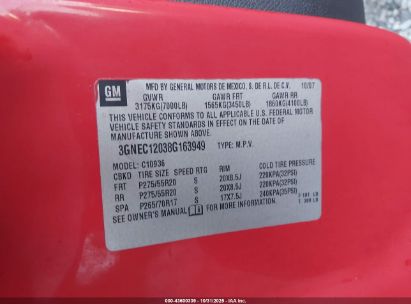 GM
MFD BY GENERAL MOTORS DE MEXICO, S. DE R.L. DE C.V. 10/07
GVWR GAWR FRT GAWR RR
3175KG(7000LB) 1565KG(3450LB) 1860KG(4100LB)
THIS VEHICLE CONFORMS TO ALL APPLICABLE U.S. FEDERAL MOTOR
VEHICLE SAFETY STANDARDS IN EFFECT ON THE DATE OF
MANUFACTURE SHOWN ABOVE.
3GNEC12038G163949 TYPE: M.P.V.
MODEL: C10936
CBKD TIRE SIZE SPEED RTG RIM COLD TIRE PRESSURE
FRT P275/55R20 S 20X8.5J 220KPA(32PSI)
RR P275/55R20 S 20X8.5J 220KPA(32PSI)
SPA P265/70R17 S 17X7.5J 240KPA(35PSI)
SEE OWNER'S MANUAL FOR MORE INFORMATION.